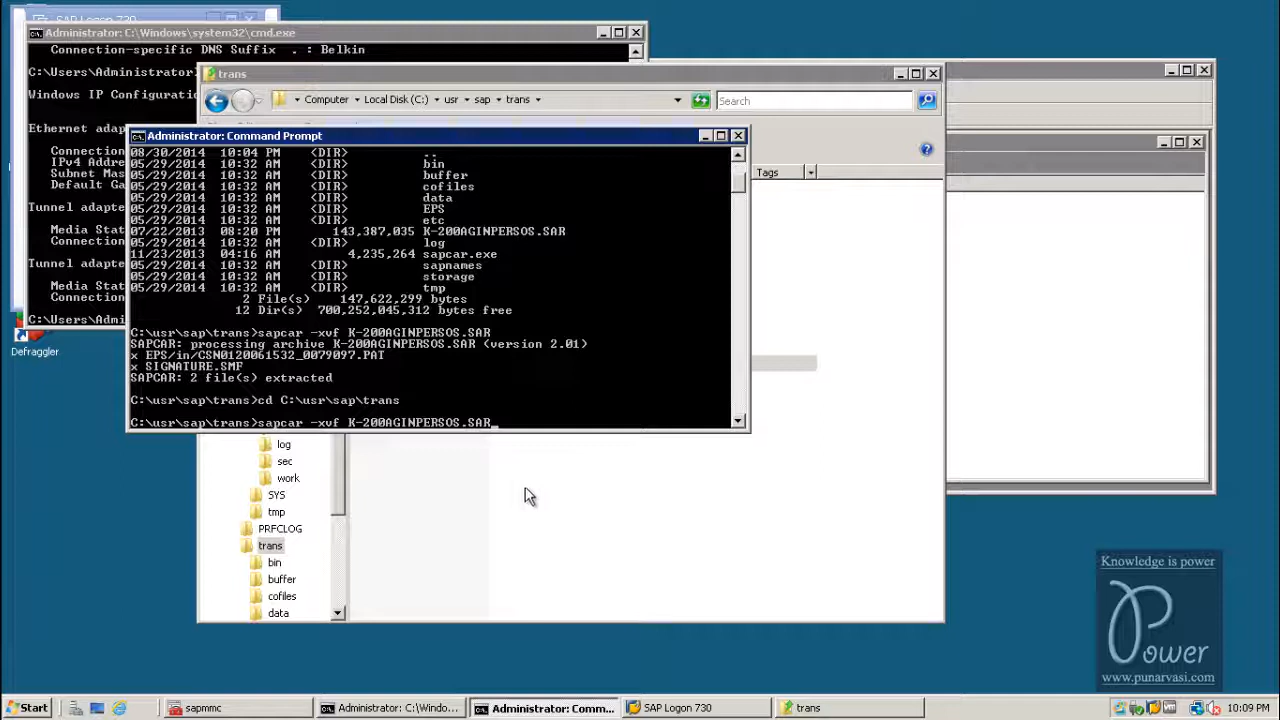 SAP Logon 730
Administrator: C:\Windows\system32\cmd.exe
Connection-specific DNS Suffix . : Belkin
C:\Users\Administrator
Windows IP Configuratio
Ethernet adap
Connection
IPv4 Addre
Subnet Mas
Default Ga
Tunnel adapte
Media Stat
Connection
Tunnel adapte
Media Stat
Connection
C:\Users\Admi
trans
Computer
Local Disk (C:)
usr
sap
trans
Search
Tags
Administrator: Command Prompt
08/30/2014 10:04 PM <DIR> ..
05/29/2014 10:32 AM <DIR> bin
05/29/2014 10:32 AM <DIR> buffer
05/29/2014 10:32 AM <DIR> cofiles
05/29/2014 10:32 AM <DIR> data
05/29/2014 10:32 AM <DIR> EPS
05/29/2014 10:32 AM <DIR> etc
07/22/2013 08:20 PM 143,387,035 K-200AGINPERSOS.SAR
05/29/2014 10:32 AM <DIR> log
11/23/2013 04:16 AM 4,235,264 sapcar.exe
05/29/2014 10:32 AM <DIR> sapnames
05/29/2014 10:32 AM <DIR> storage
05/29/2014 10:32 AM <DIR> tmp
2 File(s) 147,622,299 bytes
12 Dir(s) 700,252,045,312 bytes free
C:\usr\sap\trans>sapcar -xvf K-200AGINPERSOS.SAR
SAPCAR: processing archive K-200AGINPERSOS.SAR (version 2.01)
x EPS/in/CSN0120061532_0079097.PAT
x SIGNATURE.SMF
SAPCAR: 2 file(s) extracted
C:\usr\sap\trans>cd C:\usr\sap\trans
C:\usr\sap\trans>sapcar -xvf K-200AGINPERSOS.SAR_
Defraggler
log
sec
work
SYS
tmp
PRFCLOG
trans
bin
buffer
cofiles
data
Knowledge is power
Power
www.punarvasi.com
Start
sapmmc
Administrator: C:\Windo...
Administrator: Comm...
SAP Logon 730
trans
10:09 PM